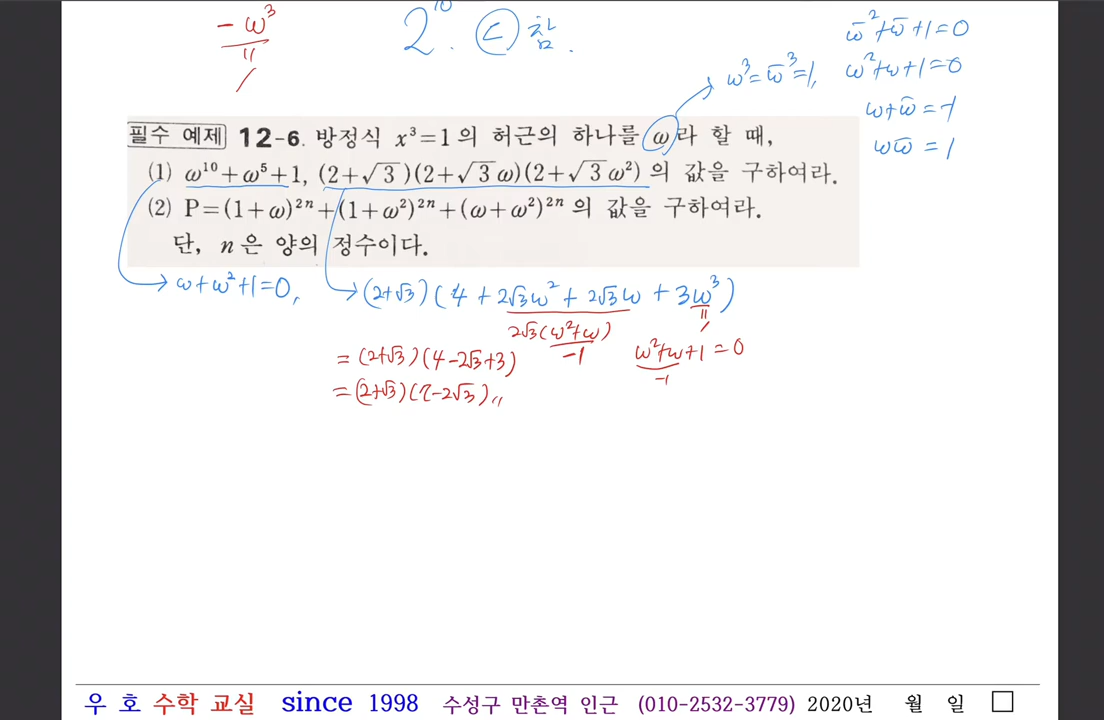 - ω³
=
1
2¹⁰. ㄷ 참.
ω̄²+ω̄+1=0
ω³=ω̄³=1, ω²+ω+1=0
ω+ω̄=-1
ωω̄=1
필수 예제 12-6. 방정식 x³=1의 허근의 하나를 ω라 할 때,
(1) ω¹⁰+ω⁵+1, (2+√3)(2+√3ω)(2+√3ω²)의 값을 구하여라.
(2) P=(1+ω)²ⁿ+(1+ω²)²ⁿ+(ω+ω²)²ⁿ의 값을 구하여라.
단, n은 양의 정수이다.
ω+ω²+1=0, (2+√3)(4+2√3ω²+2√3ω+3ω³)
2√3(ω²+ω)
-1
=
1
=(2+√3)(4-2√3+3)
ω²+ω+1=0
-1
=(2+√3)(7-2√3)〃
우호 수학 교실 since 1998 수성구 만촌역 인근 (010-2532-3779) 2020년 월 일 □